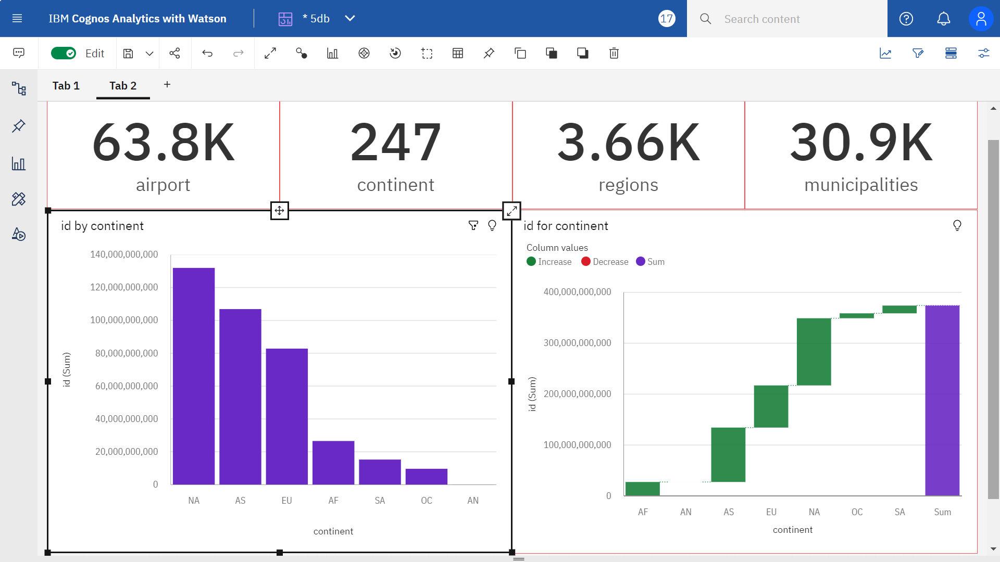 IBM Cognos Analytics with Watson
* 5db
17
Search content
Edit
Tab 1
Tab 2
+
63.8K
airport
247
continent
3.66K
regions
30.9K
municipalities
id by continent
140,000,000,000
120,000,000,000
100,000,000,000
80,000,000,000
60,000,000,000
40,000,000,000
20,000,000,000
0
id (Sum)
NA AS EU AF SA OC AN
continent
id for continent
Column values
Increase Decrease Sum
400,000,000,000
300,000,000,000
200,000,000,000
100,000,000,000
0
id (Sum)
AF AN AS EU NA OC SA Sum
continent